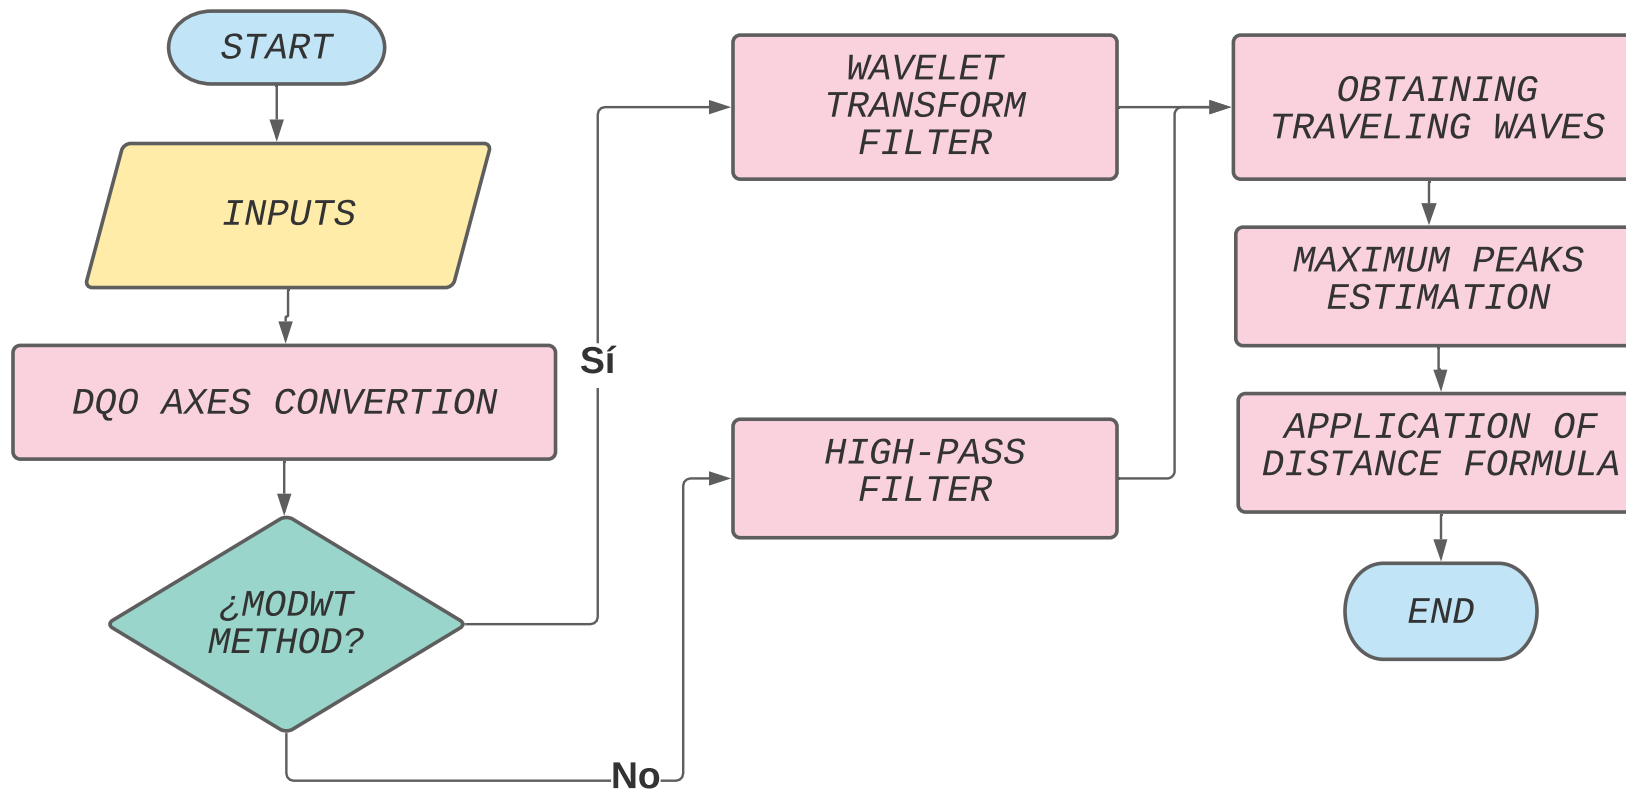 START
INPUTS
DQO AXES CONVERTION
¿MODWT
METHOD?
Sí
No
WAVELET
TRANSFORM
FILTER
HIGH-PASS
FILTER
OBTAINING
TRAVELING WAVES
MAXIMUM PEAKS
ESTIMATION
APPLICATION OF
DISTANCE FORMULA
END